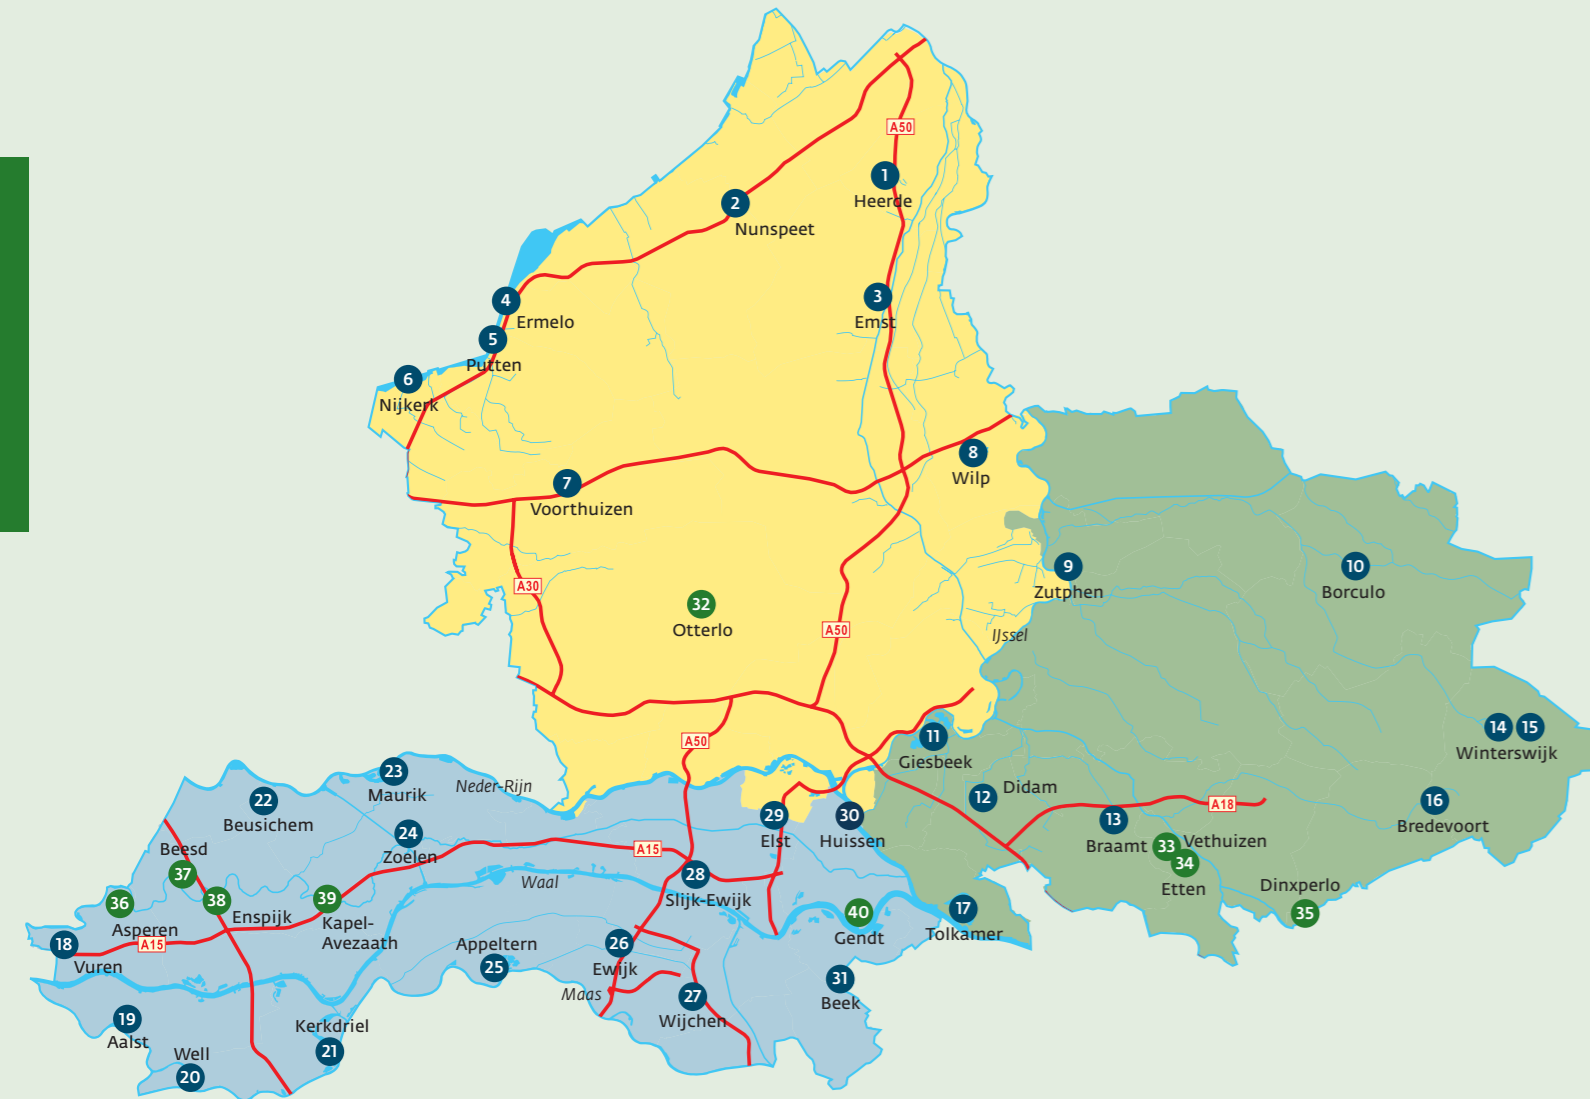 A50
1
Heerde
2
Nunspeet
3
Emst
4
Ermelo
5
Putten
6
Nijkerk
8
Wilp
7
Voorthuizen
9
Zutphen
10
Borculo
A30
32
Otterlo
A50
IJssel
14
15
Winterswijk
11
Giesbeek
A50
23
Maurik
Neder-Rijn
12
Didam
22
Beusichem
16
Bredevoort
A18
13
Braamt
29
Elst
30
Huissen
24
Zoelen
33
Vethuizen
34
Etten
A15
Beesd
37
28
Slijk-Ewijk
Waal
Dinxperlo
35
36
Asperen
38
Enspijk
39
Kapel-
Avezaath
40
Gendt
17
Tolkamer
18
Vuren
A15
Appeltern
25
26
Ewijk
31
Beek
Maas
27
Wijchen
19
Aalst
Kerkdriel
21
Well
20